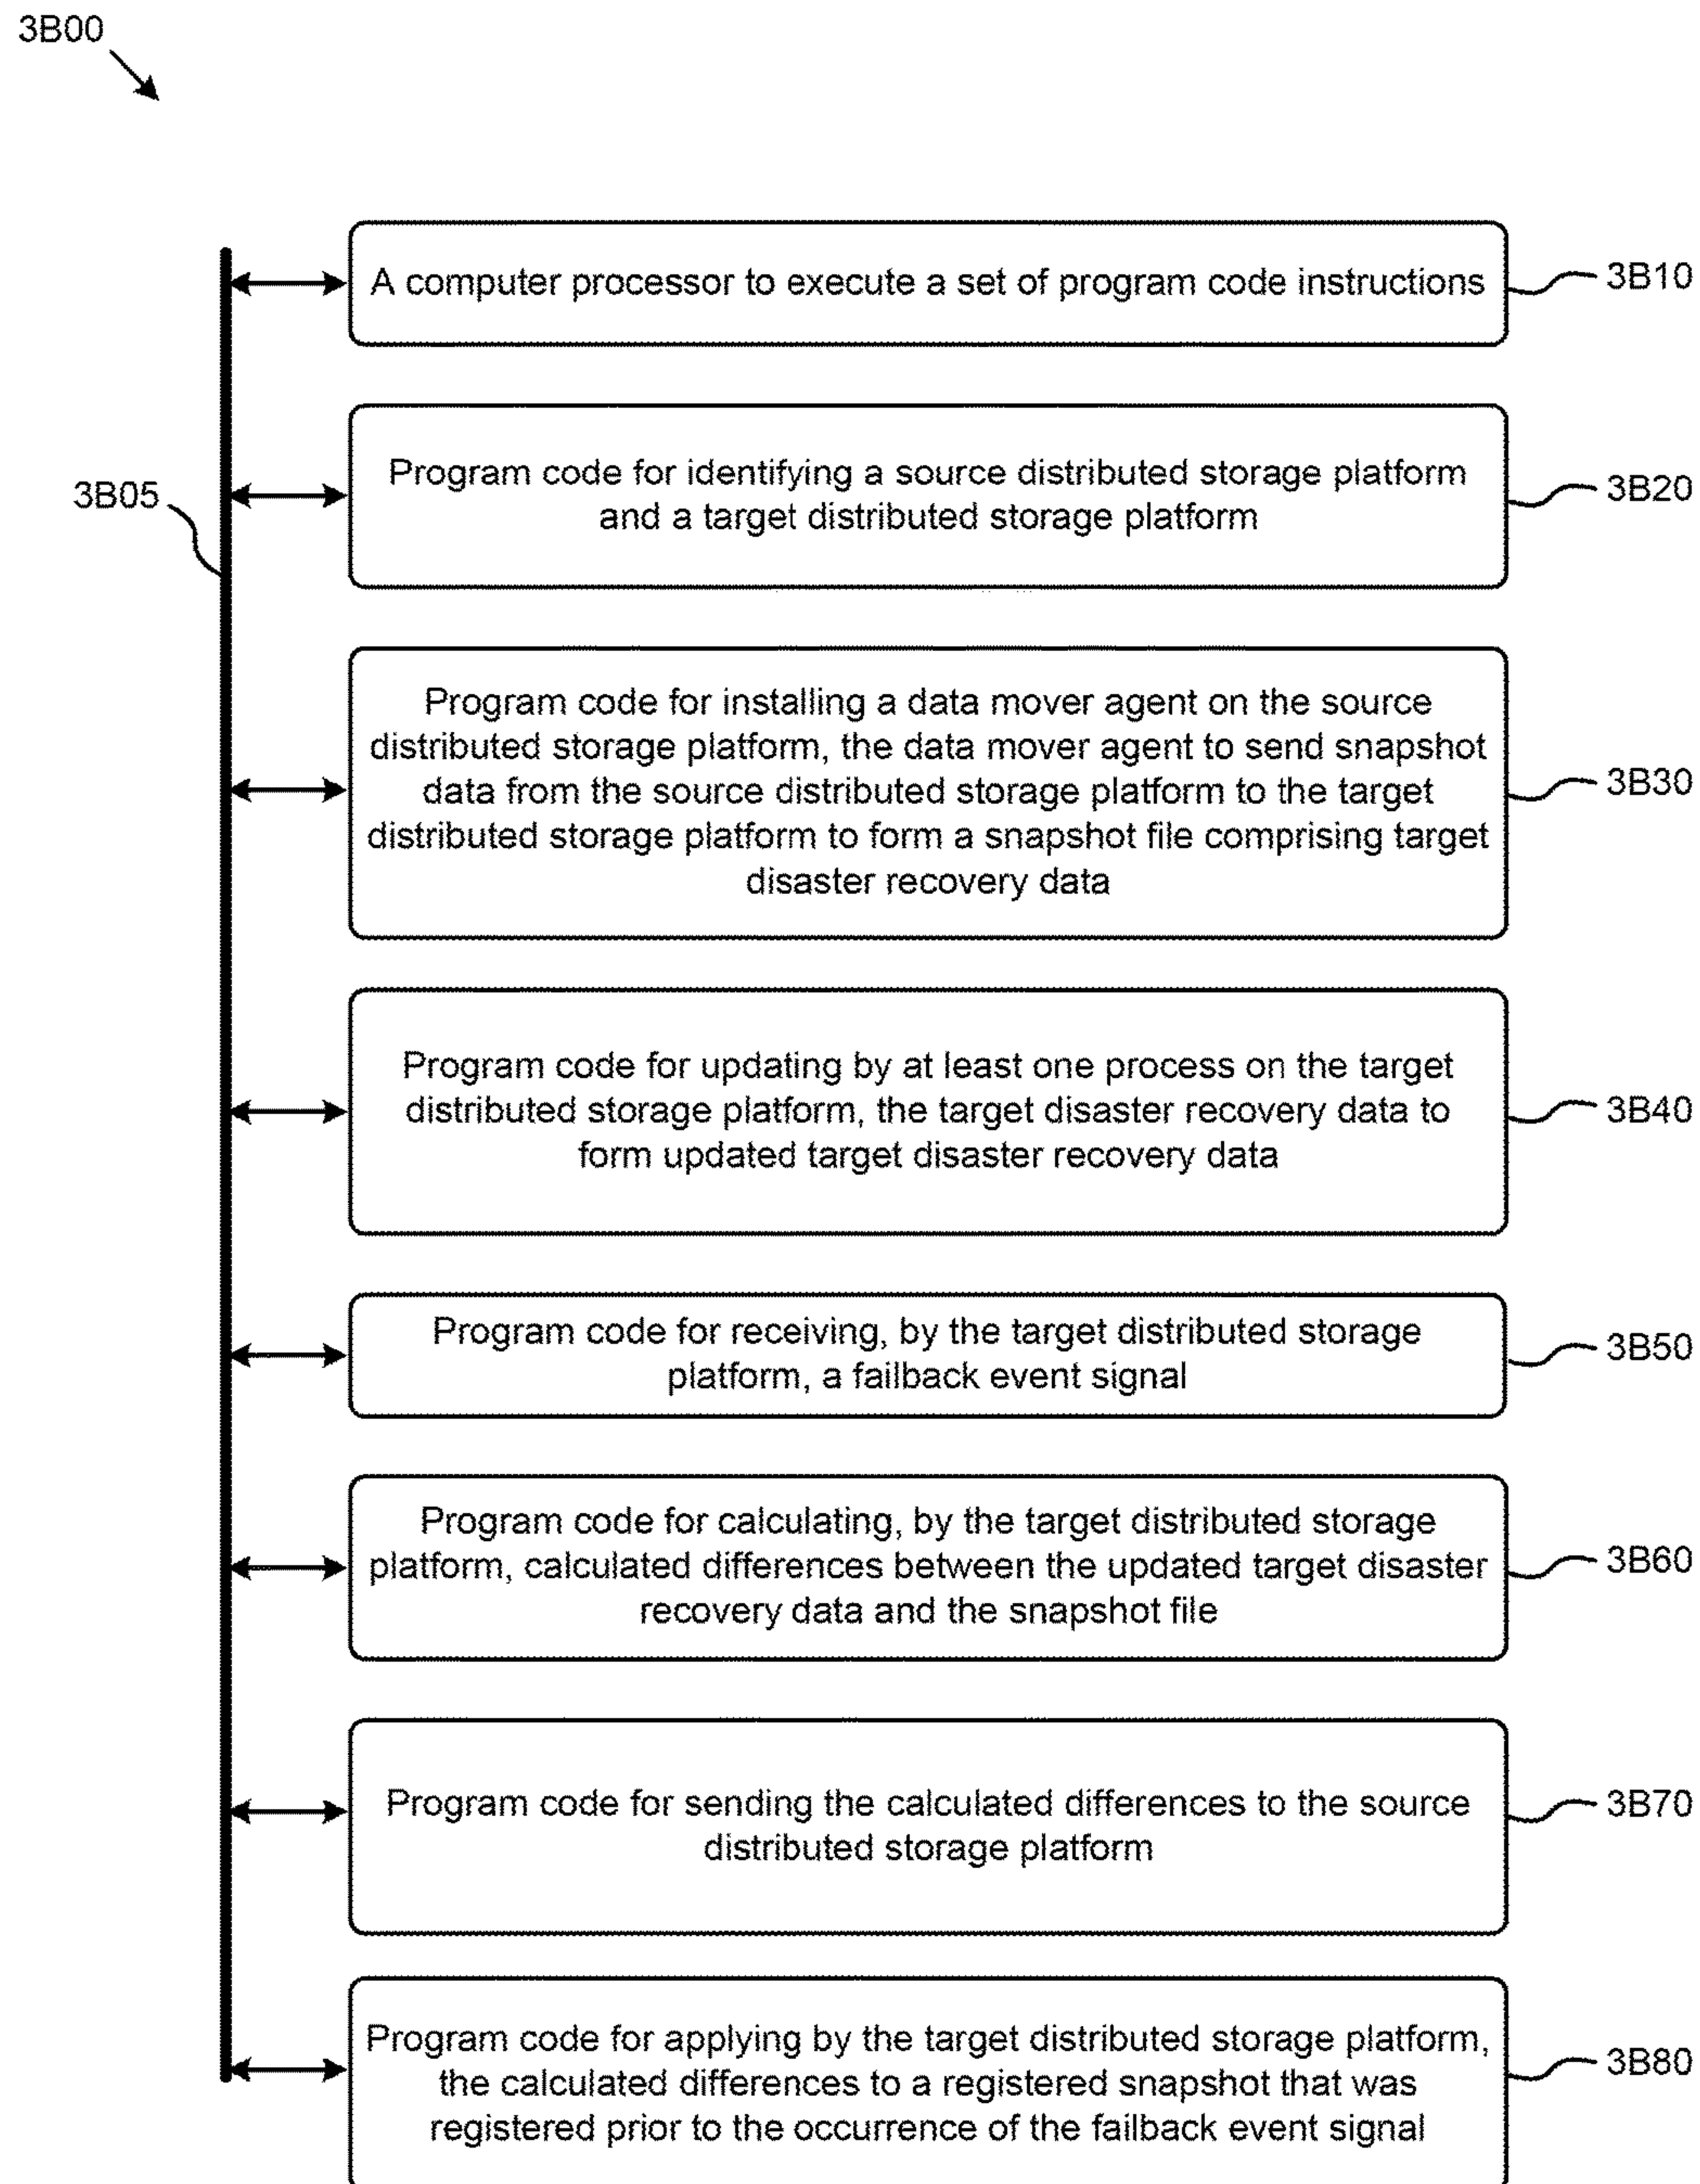 3B00
A computer processor to execute a set of program code instructions
3B10
Program code for identifying a source distributed storage platform
and a target distributed storage platform
3B20
3B05
Program code for installing a data mover agent on the source
distributed storage platform, the data mover agent to send snapshot
data from the source distributed storage platform to the target
distributed storage platform to form a snapshot file comprising target
disaster recovery data
3B30
Program code for updating by at least one process on the target
distributed storage platform, the target disaster recovery data to
form updated target disaster recovery data
3B40
Program code for receiving, by the target distributed storage
platform, a failback event signal
3B50
Program code for calculating, by the target distributed storage
platform, calculated differences between the updated target disaster
recovery data and the snapshot file
3B60
Program code for sending the calculated differences to the source
distributed storage platform
3B70
Program code for applying by the target distributed storage platform,
the calculated differences to a registered snapshot that was
registered prior to the occurrence of the failback event signal
3B80